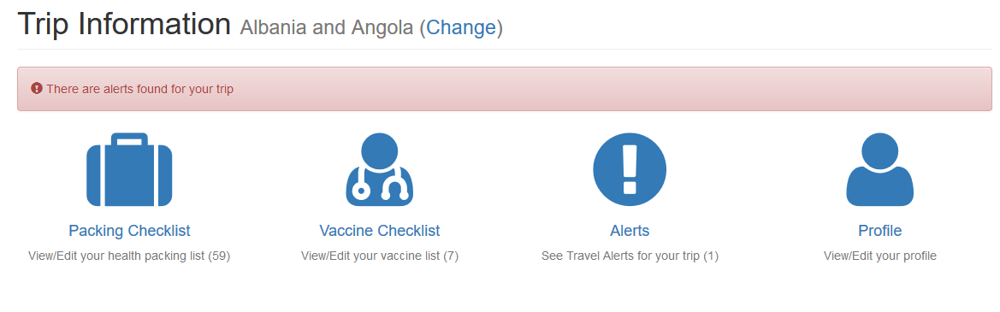 Trip Information Albania and Angola (Change)
There are alerts found for your trip
Packing Checklist
View/Edit your health packing list (59)
Vaccine Checklist
View/Edit your vaccine list (7)
Alerts
See Travel Alerts for your trip (1)
Profile
View/Edit your profile